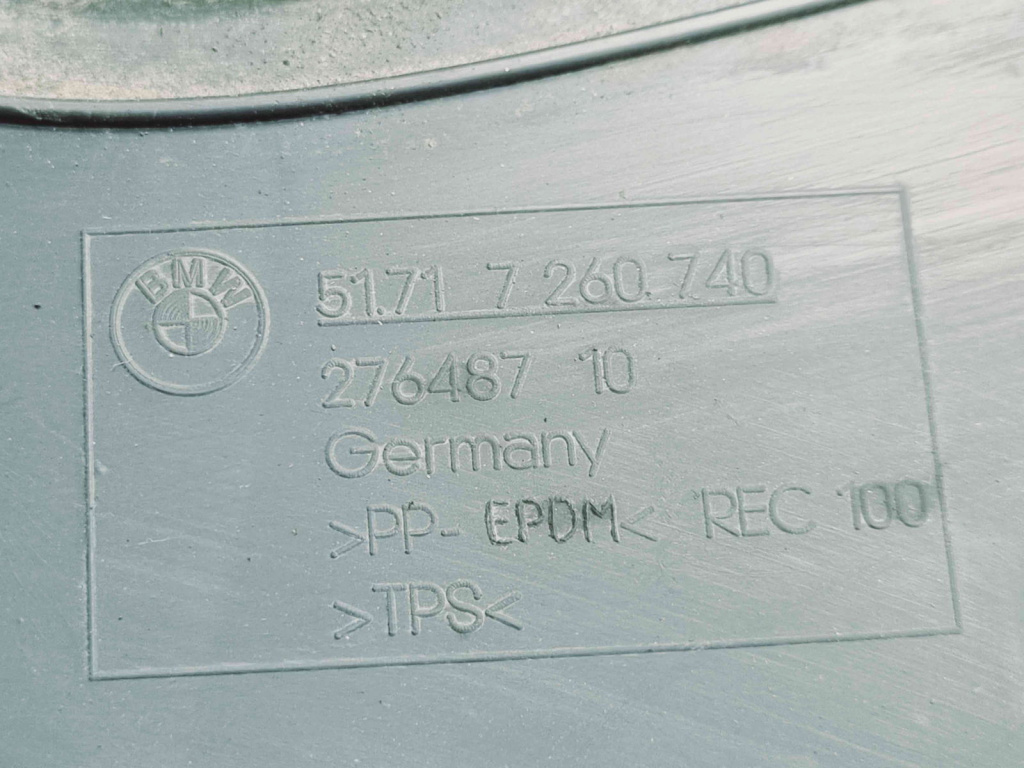 BMW
51.71 7 260.740
276487 10
Germany
>PP-EPDM< REC 100
>TPS<